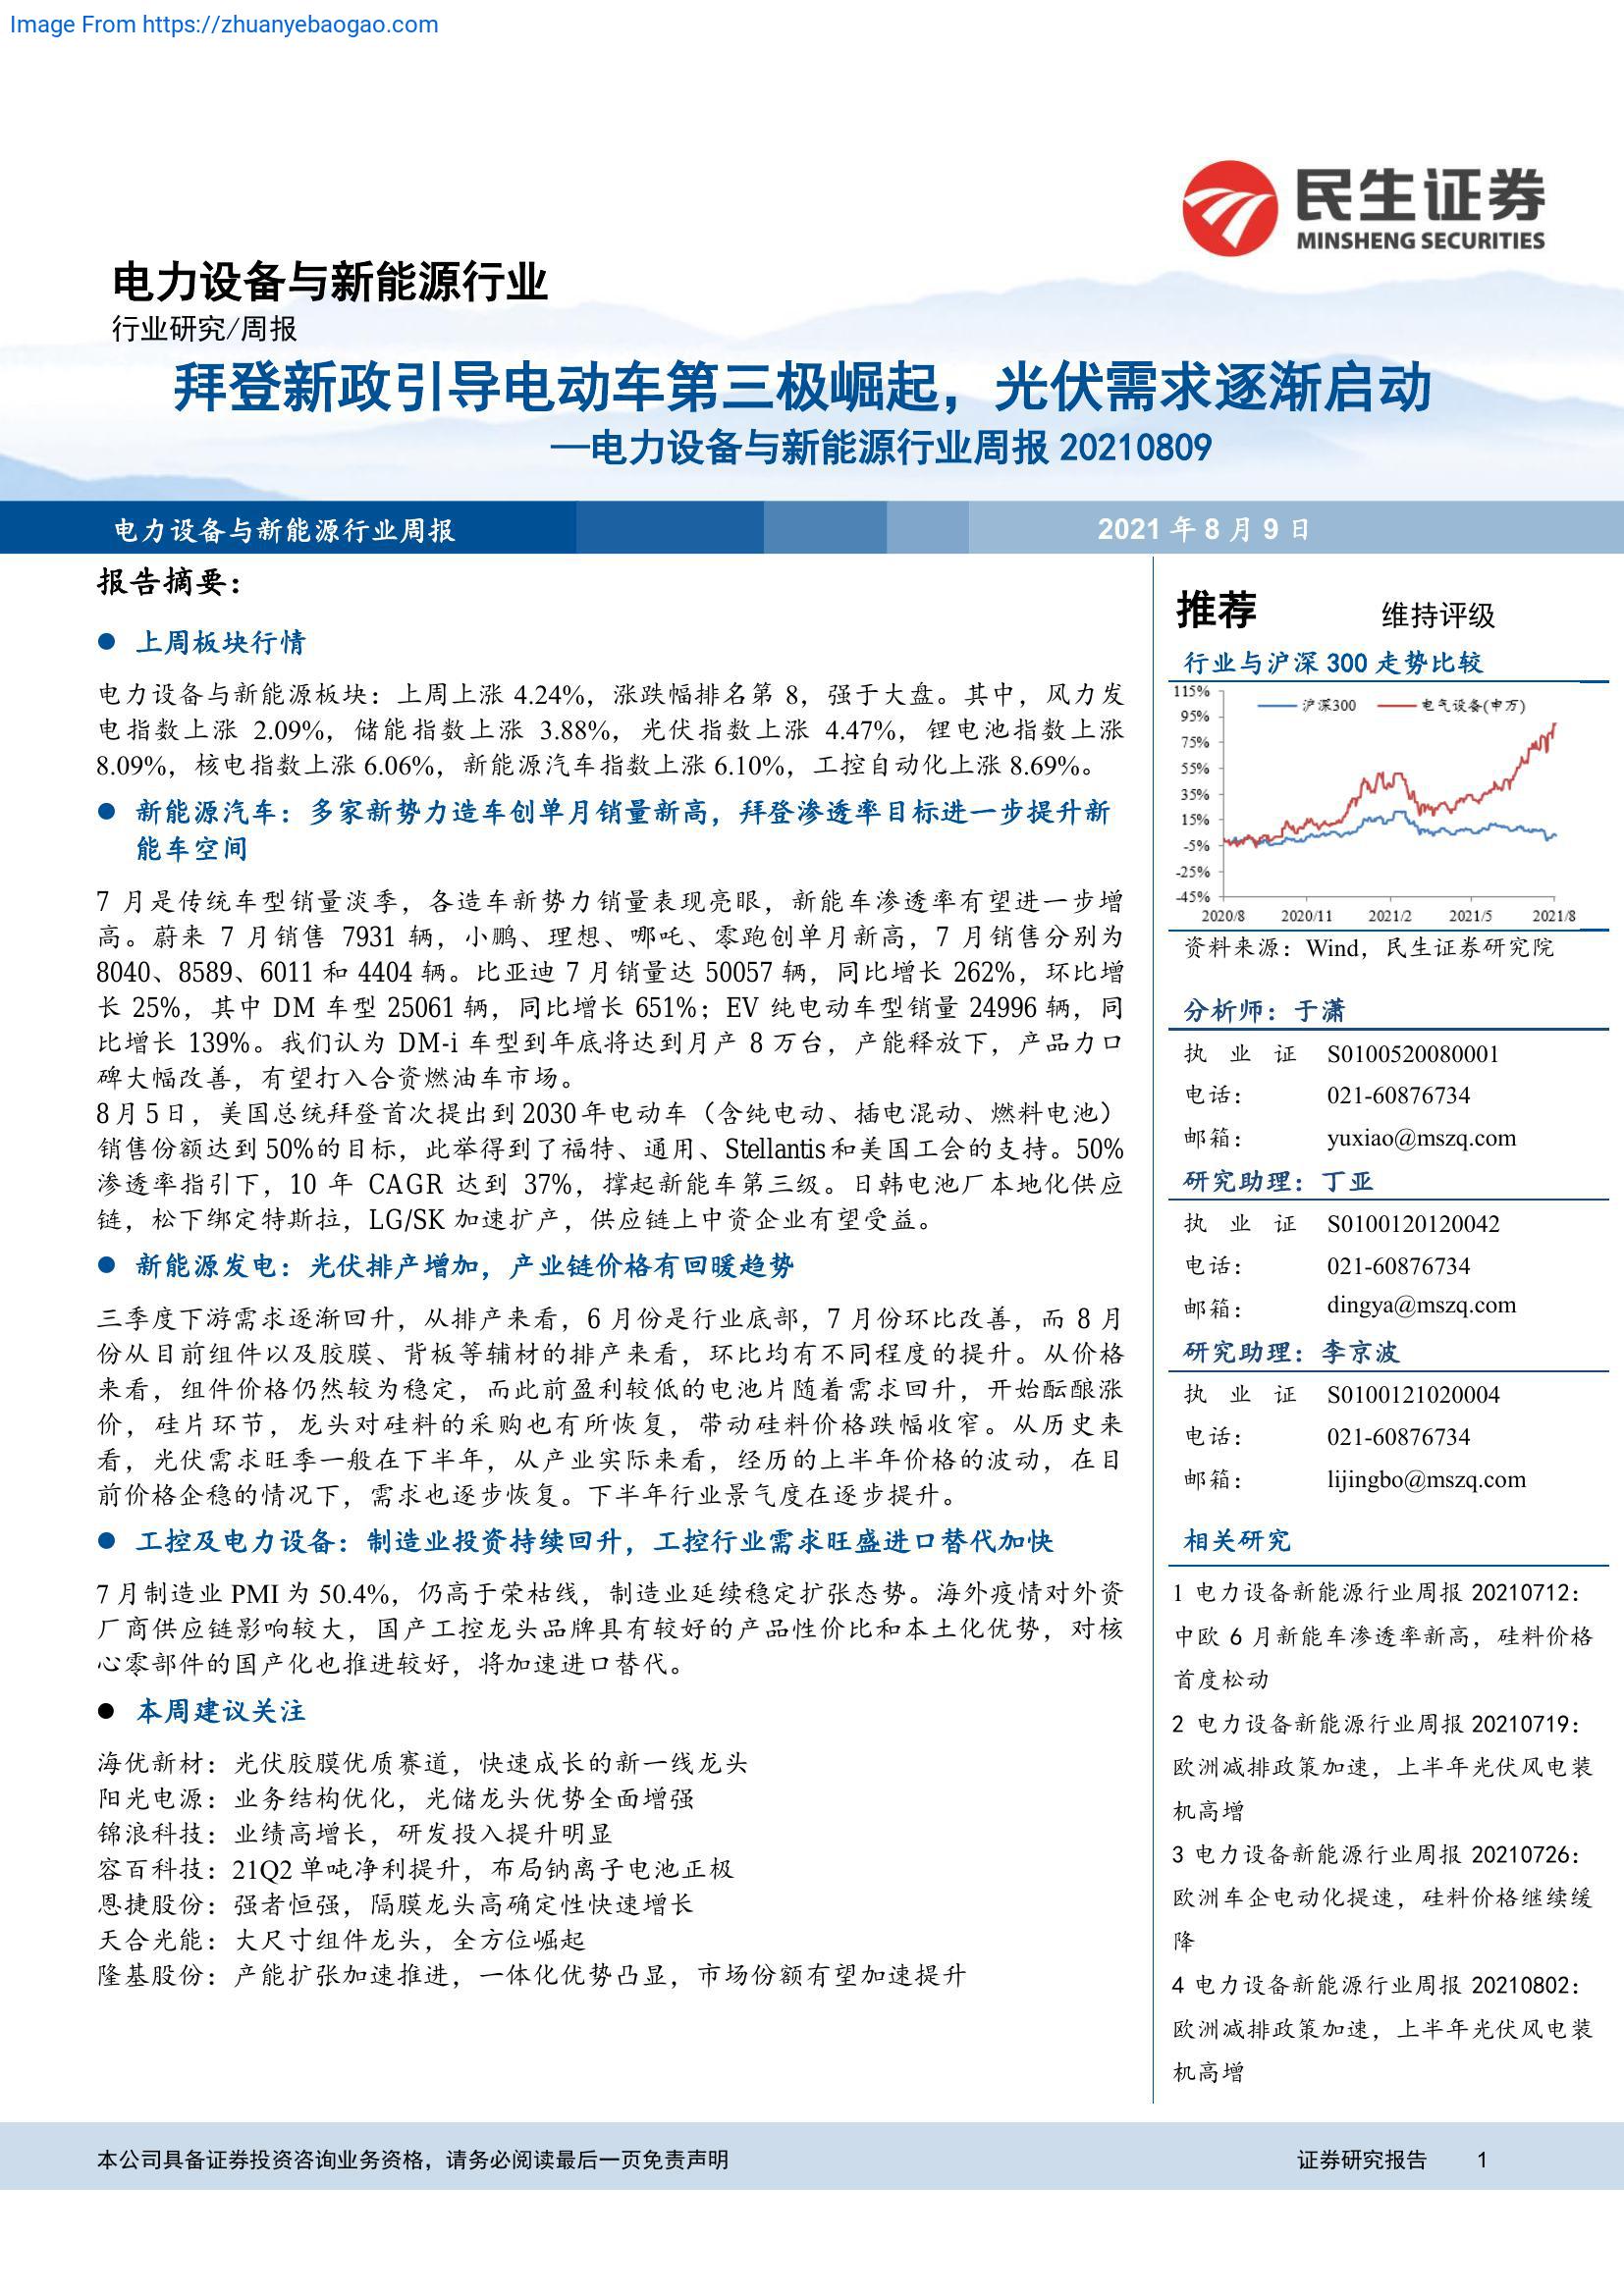 Image From https://zhuanyebaogao.com
民生证券
MINSHENG SECURITIES
电力设备与新能源行业
行业研究/周报
拜登新政引导电动车第三极崛起，光伏需求逐渐启动
—电力设备与新能源行业周报 20210809
电力设备与新能源行业周报
2021 年 8 月 9 日
报告摘要：
● 上周板块行情
电力设备与新能源板块：上周上涨 4.24%，涨跌幅排名第 8，强于大盘。其中，风力发
电指数上涨 2.09%，储能指数上涨 3.88%，光伏指数上涨 4.47%，锂电池指数上涨
8.09%，核电指数上涨 6.06%，新能源汽车指数上涨 6.10%，工控自动化上涨 8.69%。
● 新能源汽车：多家新势力造车创单月销量新高，拜登渗透率目标进一步提升新
能车空间
7 月是传统车型销量淡季，各造车新势力销量表现亮眼，新能车渗透率有望进一步增
高。蔚来 7 月销售 7931 辆，小鹏、理想、哪吒、零跑创单月新高，7 月销售分别为
8040、8589、6011 和 4404 辆。比亚迪 7 月销量达 50057 辆，同比增长 262%，环比增
长 25%，其中 DM 车型 25061 辆，同比增长 651%；EV 纯电动车型销量 24996 辆，同
比增长 139%。我们认为 DM-i 车型到年底将达到月产 8 万台，产能释放下，产品力口
碑大幅改善，有望打入合资燃油车市场。
8 月 5 日，美国总统拜登首次提出到 2030 年电动车（含纯电动、插电混动、燃料电池）
销售份额达到 50%的目标，此举得到了福特、通用、Stellantis 和美国工会的支持。50%
渗透率指引下，10 年 CAGR 达到 37%，撑起新能车第三级。日韩电池厂本地化供应
链，松下绑定特斯拉，LG/SK 加速扩产，供应链上中资企业有望受益。
● 新能源发电：光伏排产增加，产业链价格有回暖趋势
三季度下游需求逐渐回升，从排产来看，6 月份是行业底部，7 月份环比改善，而 8 月
份从目前组件以及胶膜、背板等辅材的排产来看，环比均有不同程度的提升。从价格
来看，组件价格仍然较为稳定，而此前盈利较低的电池片随着需求回升，开始酝酿涨
价，硅片环节，龙头对硅料的采购也有所恢复，带动硅料价格跌幅收窄。从历史来
看，光伏需求旺季一般在下半年，从产业实际来看，经历的上半年价格的波动，在目
前价格企稳的情况下，需求也逐步恢复。下半年行业景气度在逐步提升。
● 工控及电力设备：制造业投资持续回升，工控行业需求旺盛进口替代加快
7 月制造业 PMI 为 50.4%，仍高于荣枯线，制造业延续稳定扩张态势。海外疫情对外资
厂商供应链影响较大，国产工控龙头品牌具有较好的产品性价比和本土化优势，对核
心零部件的国产化也推进较好，将加速进口替代。
● 本周建议关注
海优新材：光伏胶膜优质赛道，快速成长的新一线龙头
阳光电源：业务结构优化，光储龙头优势全面增强
锦浪科技：业绩高增长，研发投入提升明显
容百科技：21Q2 单吨净利提升，布局钠离子电池正极
恩捷股份：强者恒强，隔膜龙头高确定性快速增长
天合光能：大尺寸组件龙头，全方位崛起
隆基股份：产能扩张加速推进，一体化优势凸显，市场份额有望加速提升
推荐 维持评级
行业与沪深 300 走势比较
沪深300 电气设备(申万)
115%
95%
75%
55%
35%
15%
-5%
-25%
-45%
2020/8 2020/11 2021/2 2021/5 2021/8
资料来源：Wind，民生证券研究院
分析师：于潇
执 业 证 S0100520080001
电话： 021-60876734
邮箱： yuxiao@mszq.com
研究助理：丁亚
执 业 证 S0100120120042
电话： 021-60876734
邮箱： dingya@mszq.com
研究助理：李京波
执 业 证 S0100121020004
电话： 021-60876734
邮箱： lijingbo@mszq.com
相关研究
1 电力设备新能源行业周报 20210712：
中欧 6 月新能车渗透率新高，硅料价格
首度松动
2 电力设备新能源行业周报 20210719：
欧洲减排政策加速，上半年光伏风电装
机高增
3 电力设备新能源行业周报 20210726：
欧洲车企电动化提速，硅料价格继续缓
降
4 电力设备新能源行业周报 20210802：
欧洲减排政策加速，上半年光伏风电装
机高增
本公司具备证券投资咨询业务资格，请务必阅读最后一页免责声明
证券研究报告 1